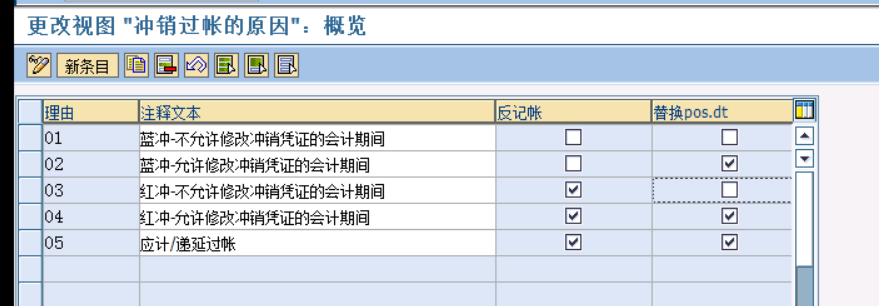 更改视图 "冲销过帐的原因": 概览
新条目
理由 注释文本 反记帐 替换pos.dt
01 蓝冲-不允许修改冲销凭证的会计期间
02 蓝冲-允许修改冲销凭证的会计期间
03 红冲-不允许修改冲销凭证的会计期间
04 红冲-允许修改冲销凭证的会计期间
05 应计/递延过帐